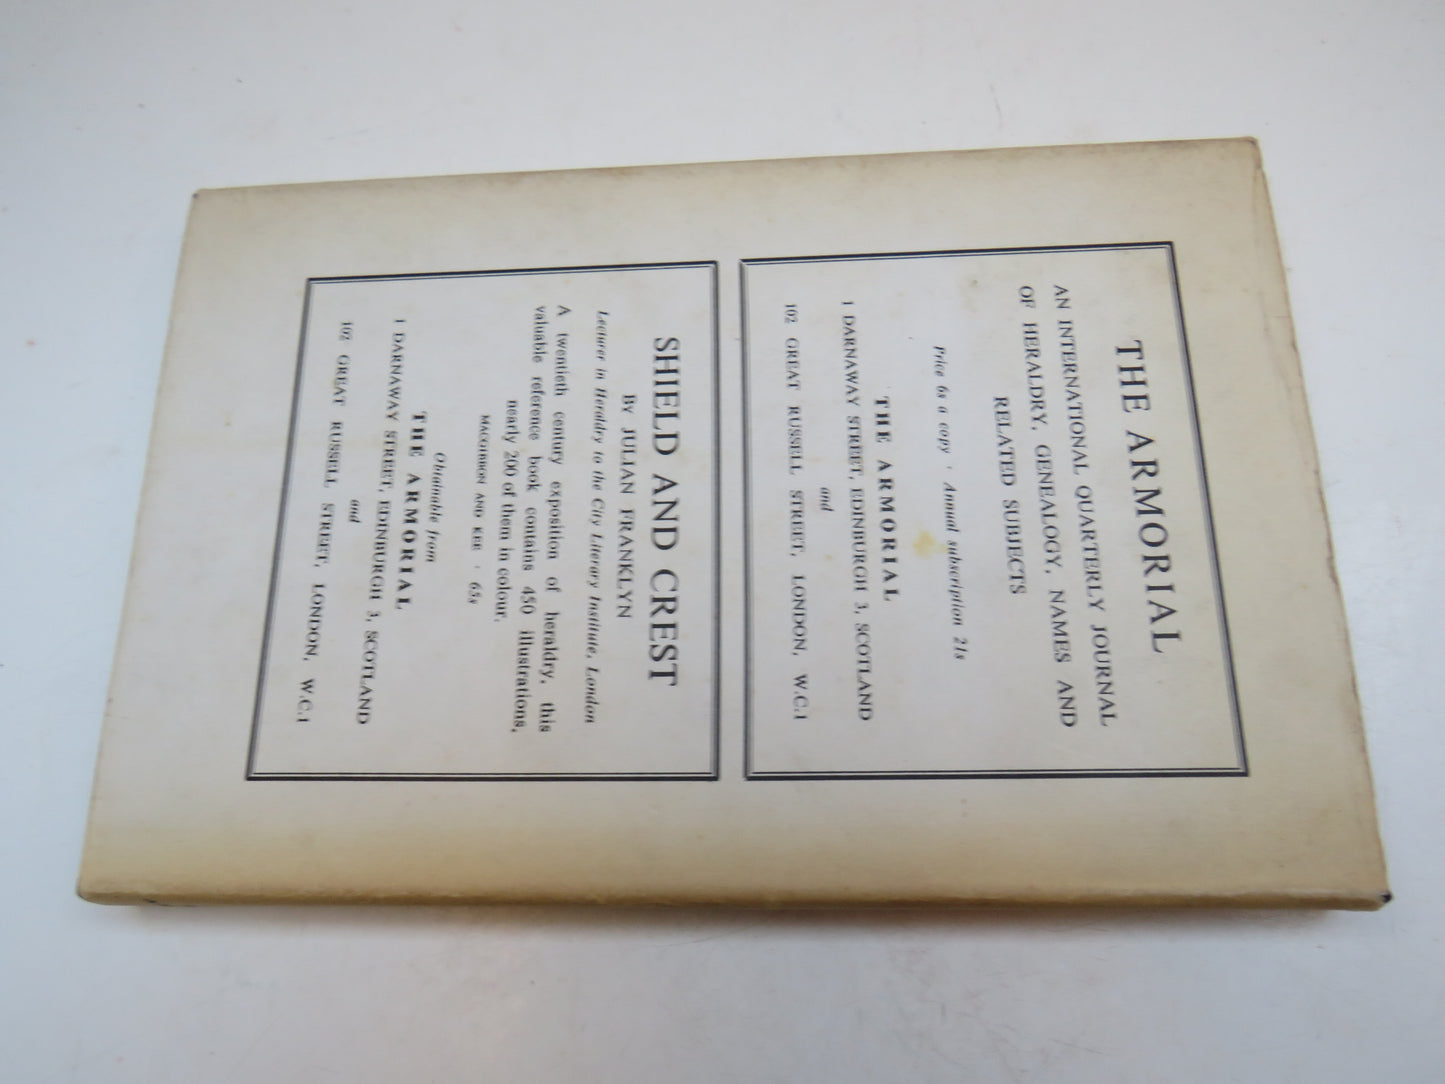 THE ARMORIAL
AN INTERNATIONAL QUARTERLY JOURNAL
OF HERALDRY, GENEALOGY, NAMES AND
RELATED SUBJECTS
Price 6s a copy · Annual subscription 21s
THE ARMORIAL
1 DARNAWAY STREET, EDINBURGH 3, SCOTLAND
and
102 GREAT RUSSELL STREET, LONDON, W.C.1
SHIELD AND CREST
By JULIAN FRANKLYN
Lecturer in Heraldry to the City Literary Institute, London
A twentieth century exposition of heraldry, this
valuable reference book contains 450 illustrations,
nearly 200 of them in colour.
MACGIBBON AND KEE · 65s
Obtainable from
THE ARMORIAL
1 DARNAWAY STREET, EDINBURGH 3, SCOTLAND
and
102 GREAT RUSSELL STREET, LONDON, W.C.1